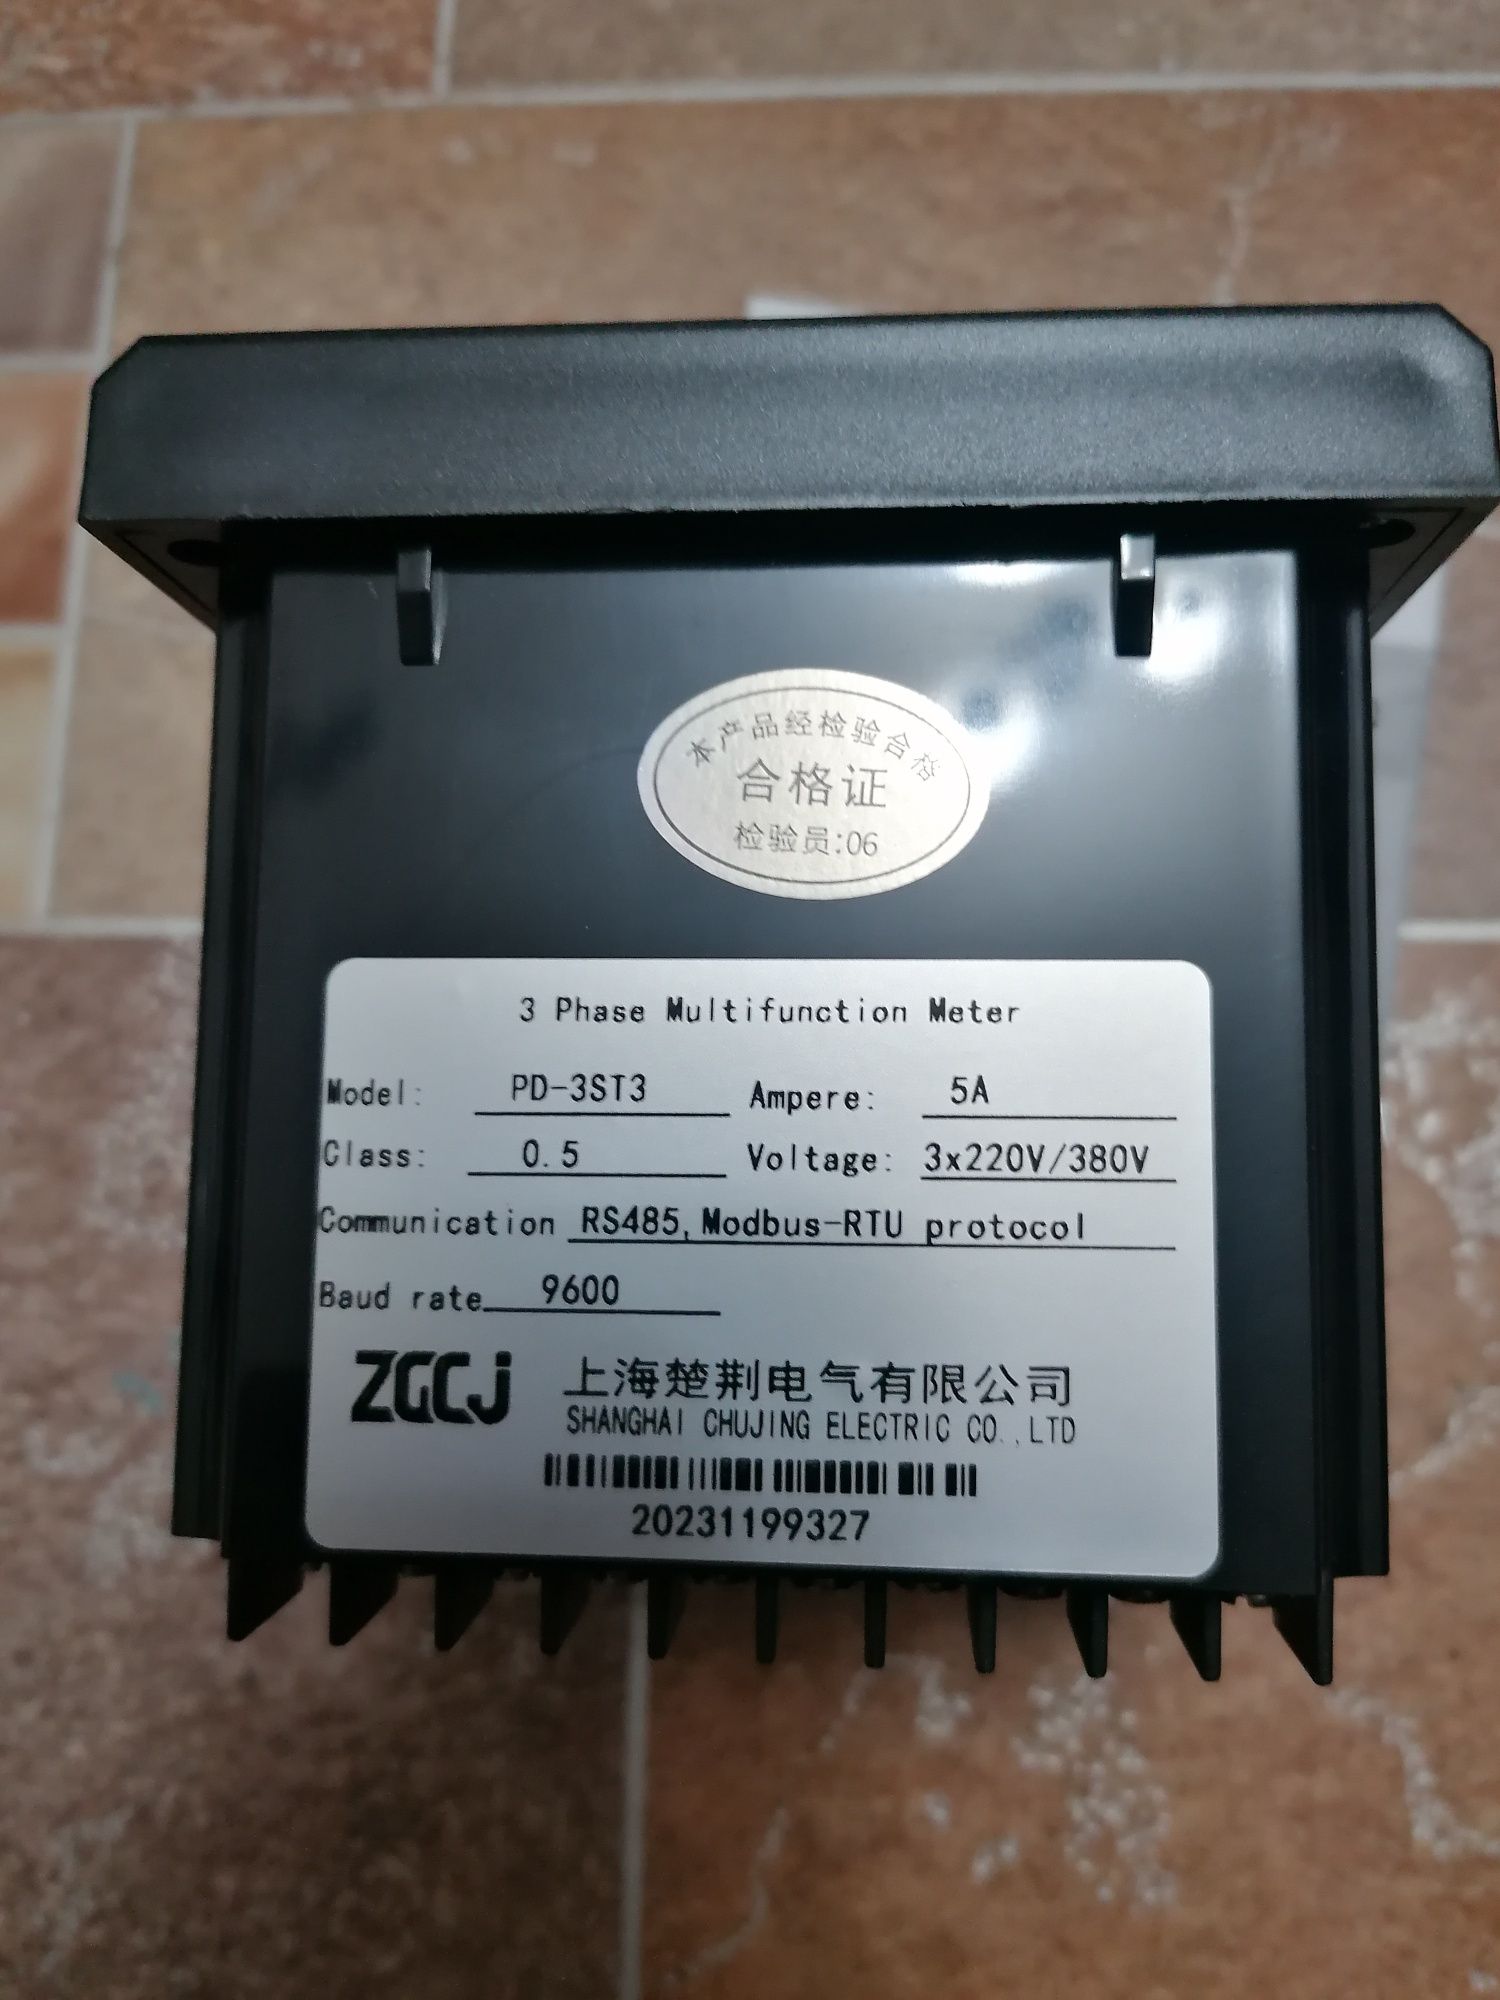 本产品经检验合格
合格证
检验员:06
3 Phase Multifunction Meter
Model: PD-3ST3 Ampere: 5A
Class: 0.5 Voltage: 3x220V/380V
Communication RS485,Modbus-RTU protocol
Baud rate 9600
ZGCJ 上海楚荆电气有限公司
SHANGHAI CHUJING ELECTRIC CO.,LTD
20231199327